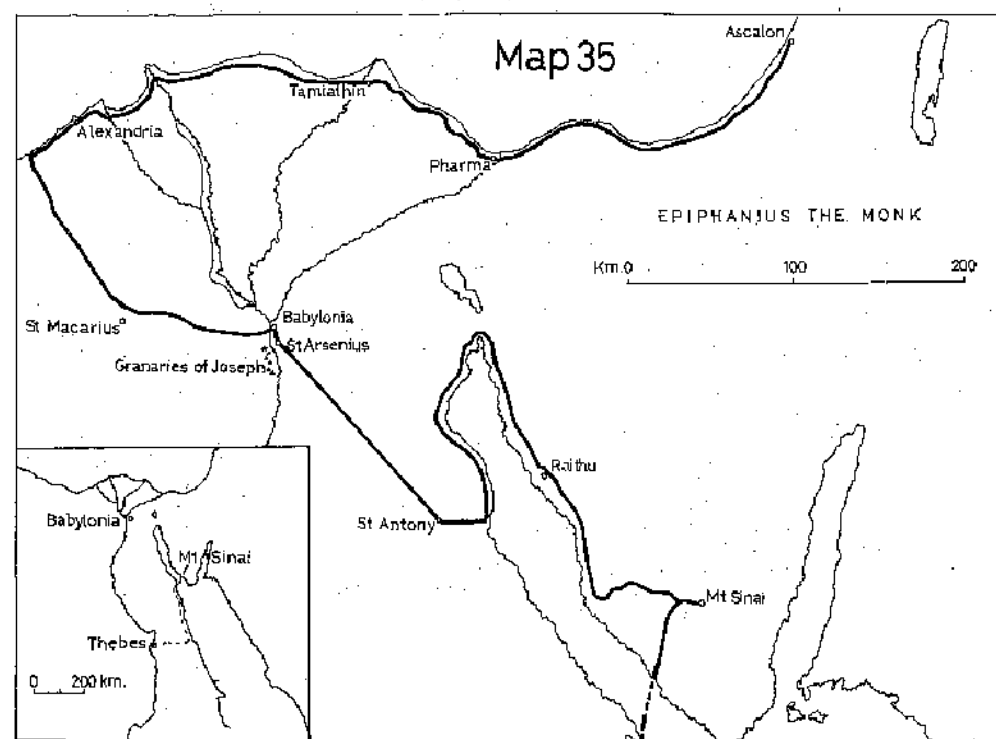 Map 35
Ascalon
Tamiathin
Alexandria
Pharma
EPIPHANIUS THE MONK
Km. 0 100 200
St Macarius
Babylonia
St Arsenius
Granaries of Joseph
Raithu
St Antony
Mt Sinai
Babylonia
Mt Sinai
Thebes
0 200 km.